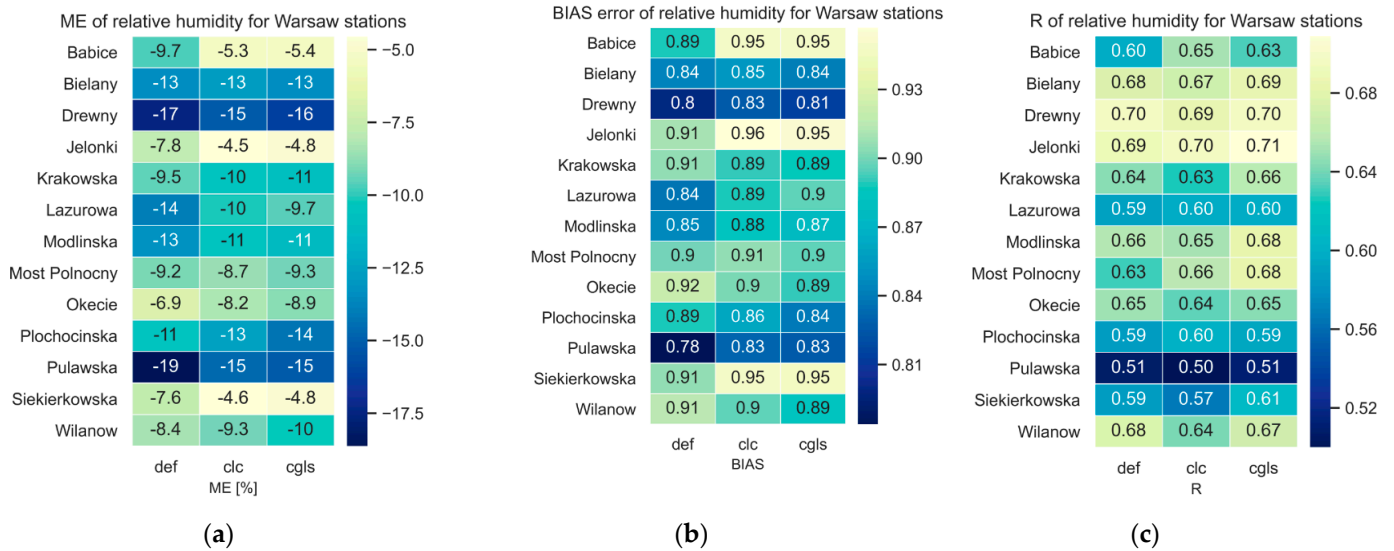 ME of relative humidity for Warsaw stations
Babice -9.7 -5.3 -5.4
Bielany -13 -13 -13
Drewny -17 -15 -16
Jelonki -7.8 -4.5 -4.8
Krakowska -9.5 -10 -11
Lazurowa -14 -10 -9.7
Modlinska -13 -11 -11
Most Polnocny -9.2 -8.7 -9.3
Okecie -6.9 -8.2 -8.9
Plochocinska -11 -13 -14
Pulawska -19 -15 -15
Siekierkowska -7.6 -4.6 -4.8
Wilanow -8.4 -9.3 -10
def clc cgls
ME [%]
−5.0
−7.5
−10.0
−12.5
−15.0
−17.5
(a)
BIAS error of relative humidity for Warsaw stations
Babice 0.89 0.95 0.95
Bielany 0.84 0.85 0.84
Drewny 0.8 0.83 0.81
Jelonki 0.91 0.96 0.95
Krakowska 0.91 0.89 0.89
Lazurowa 0.84 0.89 0.9
Modlinska 0.85 0.88 0.87
Most Polnocny 0.9 0.91 0.9
Okecie 0.92 0.9 0.89
Plochocinska 0.89 0.86 0.84
Pulawska 0.78 0.83 0.83
Siekierkowska 0.91 0.95 0.95
Wilanow 0.91 0.9 0.89
def clc cgls
BIAS
0.93
0.90
0.87
0.84
0.81
(b)
R of relative humidity for Warsaw stations
Babice 0.60 0.65 0.63
Bielany 0.68 0.67 0.69
Drewny 0.70 0.69 0.70
Jelonki 0.69 0.70 0.71
Krakowska 0.64 0.63 0.66
Lazurowa 0.59 0.60 0.60
Modlinska 0.66 0.65 0.68
Most Polnocny 0.63 0.66 0.68
Okecie 0.65 0.64 0.65
Plochocinska 0.59 0.60 0.59
Pulawska 0.51 0.50 0.51
Siekierkowska 0.59 0.57 0.61
Wilanow 0.68 0.64 0.67
def clc cgls
R
0.68
0.64
0.60
0.56
0.52
(c)